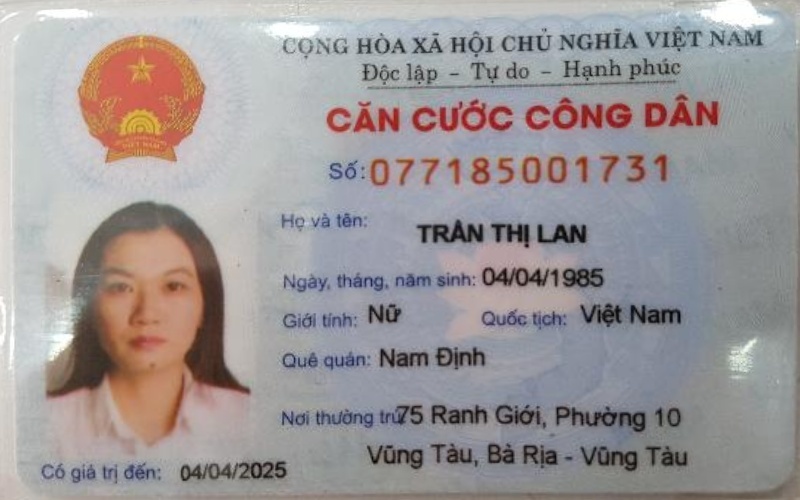 CỘNG HÒA XÃ HỘI CHỦ NGHĨA VIỆT NAM
Độc lập - Tự do - Hạnh phúc
CĂN CƯỚC CÔNG DÂN
Số: 077185001731
Họ và tên: TRẦN THỊ LAN
Ngày, tháng, năm sinh: 04/04/1985
Giới tính: Nữ Quốc tịch: Việt Nam
Quê quán: Nam Định
Nơi thường trú: 75 Ranh Giới, Phường 10
Vũng Tàu, Bà Rịa - Vũng Tàu
Có giá trị đến: 04/04/2025
VIỆT NAM